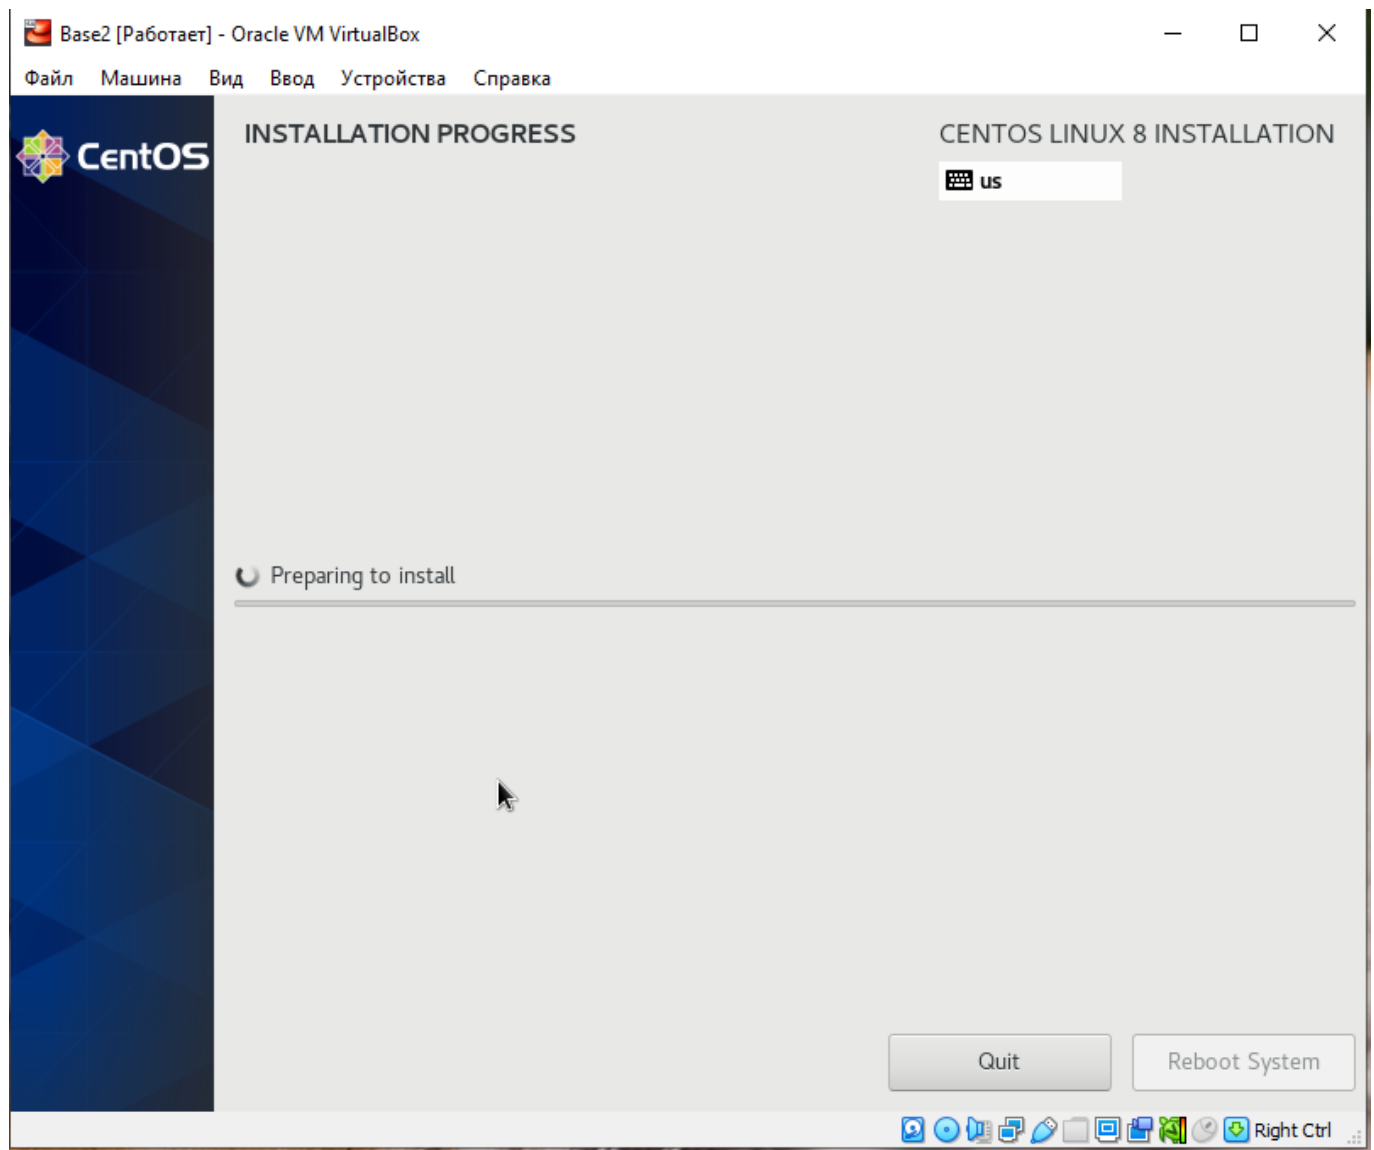 Base2 [Работает] - Oracle VM VirtualBox
Файл Машина Вид Ввод Устройства Справка
CentOS
INSTALLATION PROGRESS
CENTOS LINUX 8 INSTALLATION
us
Preparing to install
Quit
Reboot System
Right Ctrl